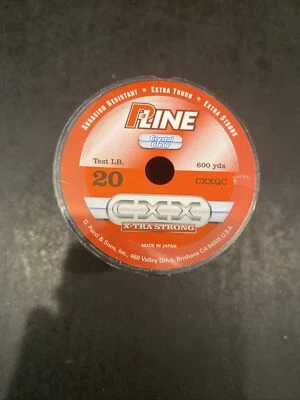 ABRASION RESISTANT • EXTRA TOUGH • EXTRA STRONG
P-LINE
Crystal Clear
Test LB. 600 yds
20 CXXQC
CXX
X-TRA STRONG
MADE IN JAPAN
G. Pucci & Sons, Inc., 460 Valley Drive, Brisbane CA 94005 U.S.A